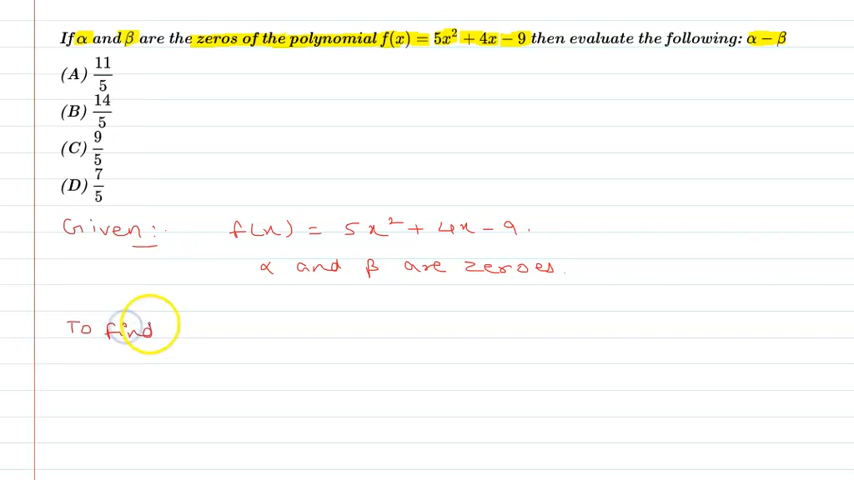 If α and β are the zeros of the polynomial f(x) = 5x² + 4x − 9 then evaluate the following: α − β
(A) 11/5
(B) 14/5
(C) 9/5
(D) 7/5
Given :. f(x) = 5x² + 4x − 9.
α and β are zeroes.
To find